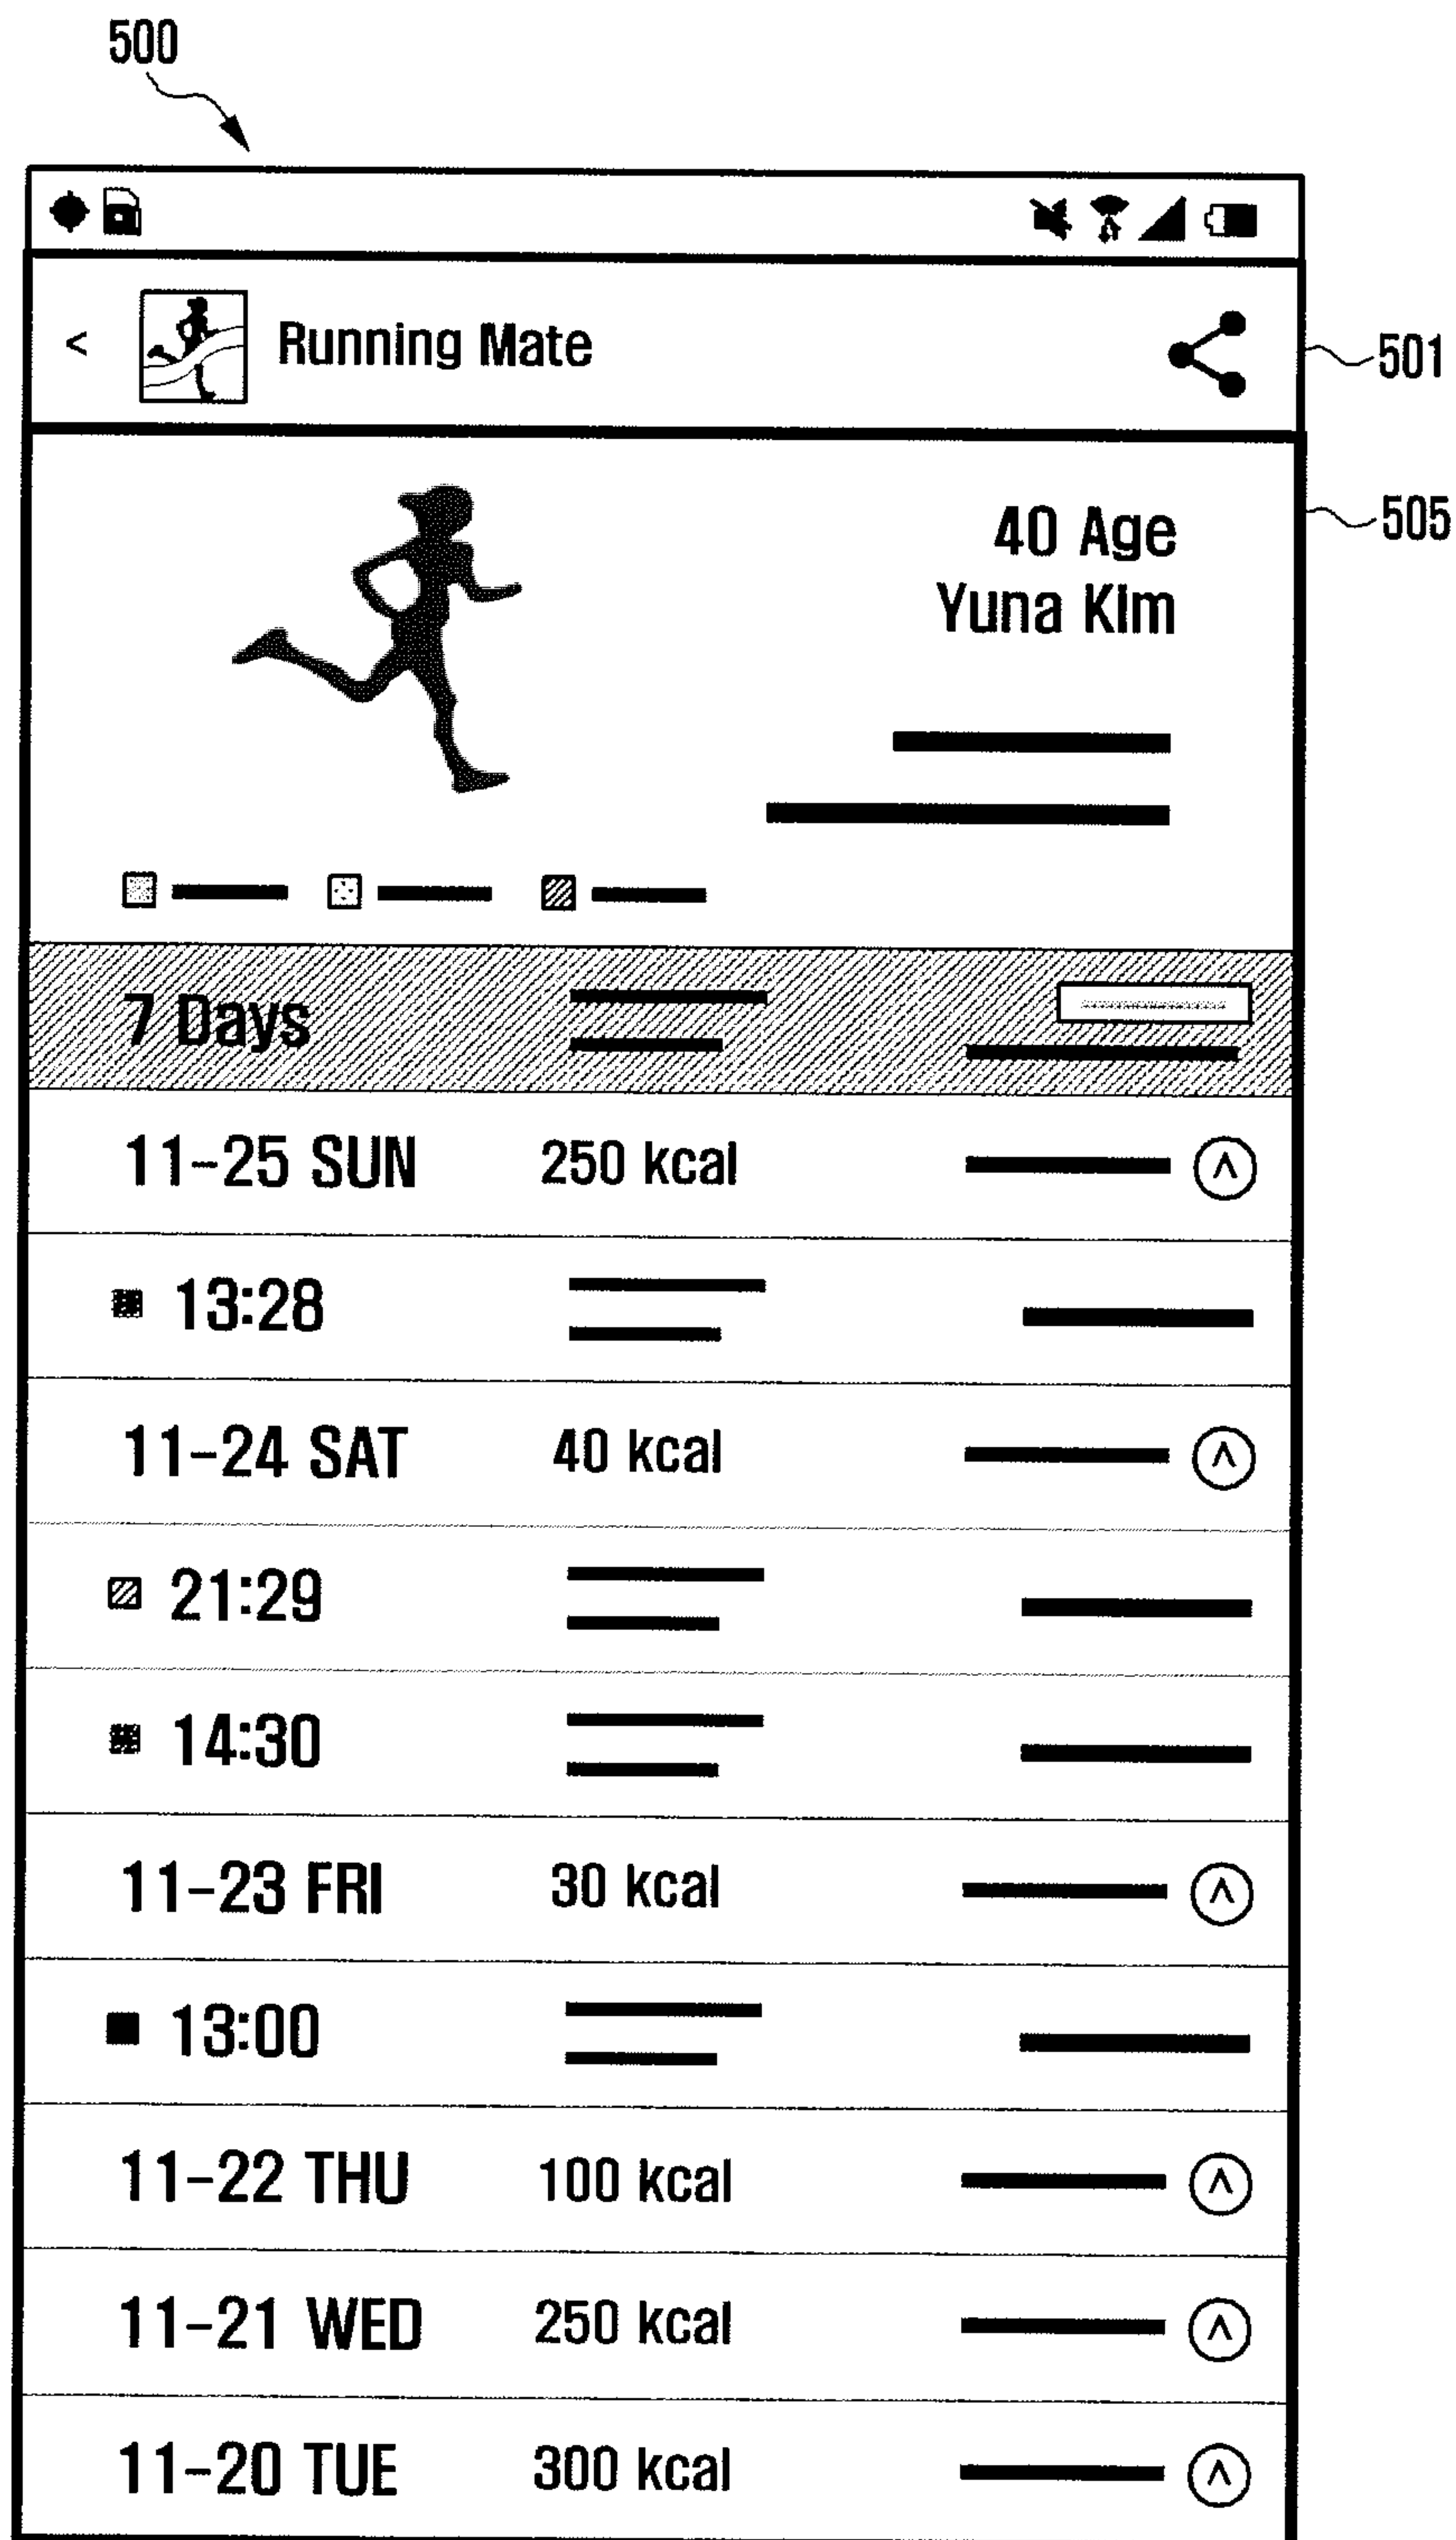 500
< Running Mate
501
505
40 Age
Yuna Kim
7 Days
11-25 SUN 250 kcal
13:28
11-24 SAT 40 kcal
21:29
14:30
11-23 FRI 30 kcal
13:00
11-22 THU 100 kcal
11-21 WED 250 kcal
11-20 TUE 300 kcal